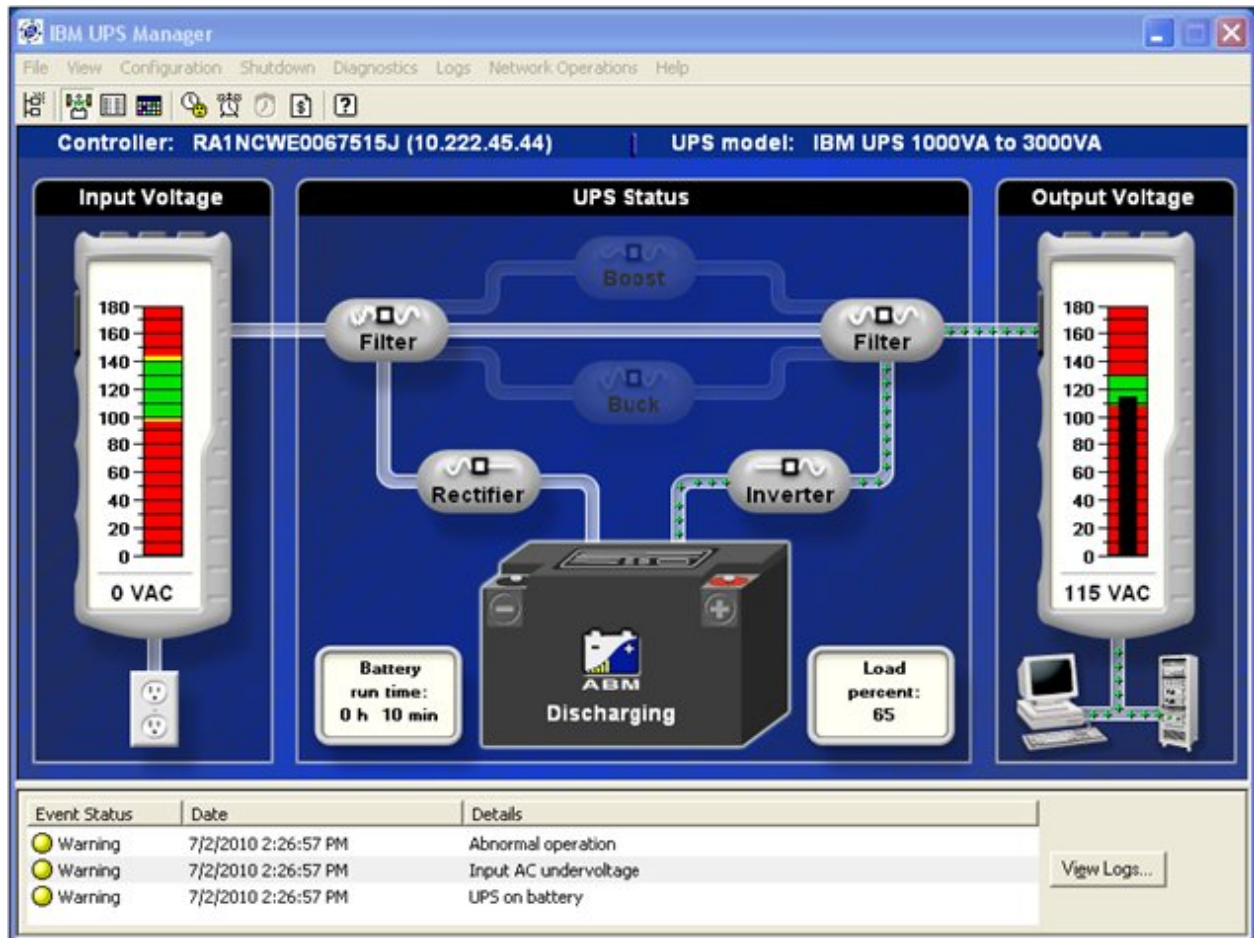 IBM UPS Manager
File View Configuration Shutdown Diagnostics Logs Network Operations Help
Controller: RA1NCWE0067515J (10.222.45.44) UPS model: IBM UPS 1000VA to 3000VA
Input Voltage
180
160
140
120
100
80
60
40
20
0
0 VAC
UPS Status
Boost
Filter
Filter
Buck
Rectifier
Inverter
ABM
Discharging
Battery
run time:
0 h 10 min
Load
percent:
65
Output Voltage
180
160
140
120
100
80
60
40
20
0
115 VAC
Event Status Date Details
Warning 7/2/2010 2:26:57 PM Abnormal operation
Warning 7/2/2010 2:26:57 PM Input AC undervoltage
Warning 7/2/2010 2:26:57 PM UPS on battery
View Logs...